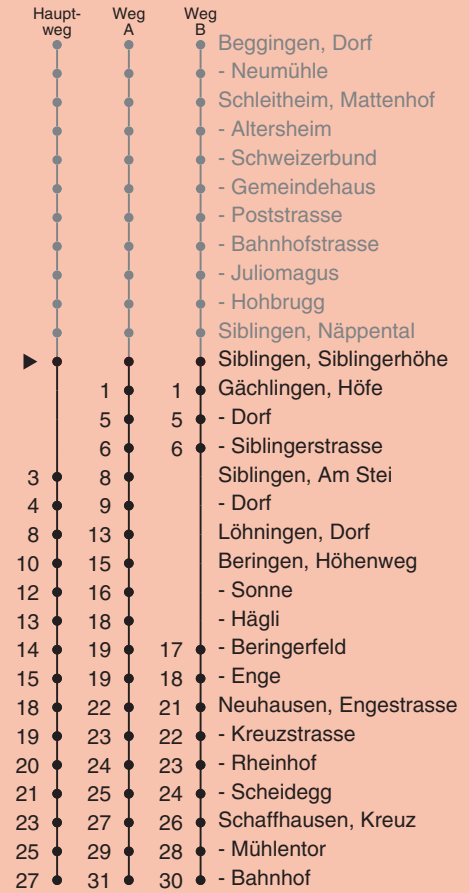 Haupt- Weg Weg
weg A B
Beggingen, Dorf
- Neumühle
Schleitheim, Mattenhof
- Altersheim
- Schweizerbund
- Gemeindehaus
- Poststrasse
- Bahnhofstrasse
- Juliomagus
- Hohbrugg
Siblingen, Näppental
Siblingen, Siblingerhöhe
1 1 Gächlingen, Höfe
5 5 - Dorf
6 6 - Siblingerstrasse
3 8 Siblingen, Am Stei
4 9 - Dorf
8 13 Löhningen, Dorf
10 15 Beringen, Höhenweg
12 16 - Sonne
13 18 - Hägli
14 19 17 - Beringerfeld
15 19 18 - Enge
18 22 21 Neuhausen, Engestrasse
19 23 22 - Kreuzstrasse
20 24 23 - Rheinhof
21 25 24 - Scheidegg
23 27 26 Schaffhausen, Kreuz
25 29 28 - Mühlentor
27 31 30 - Bahnhof